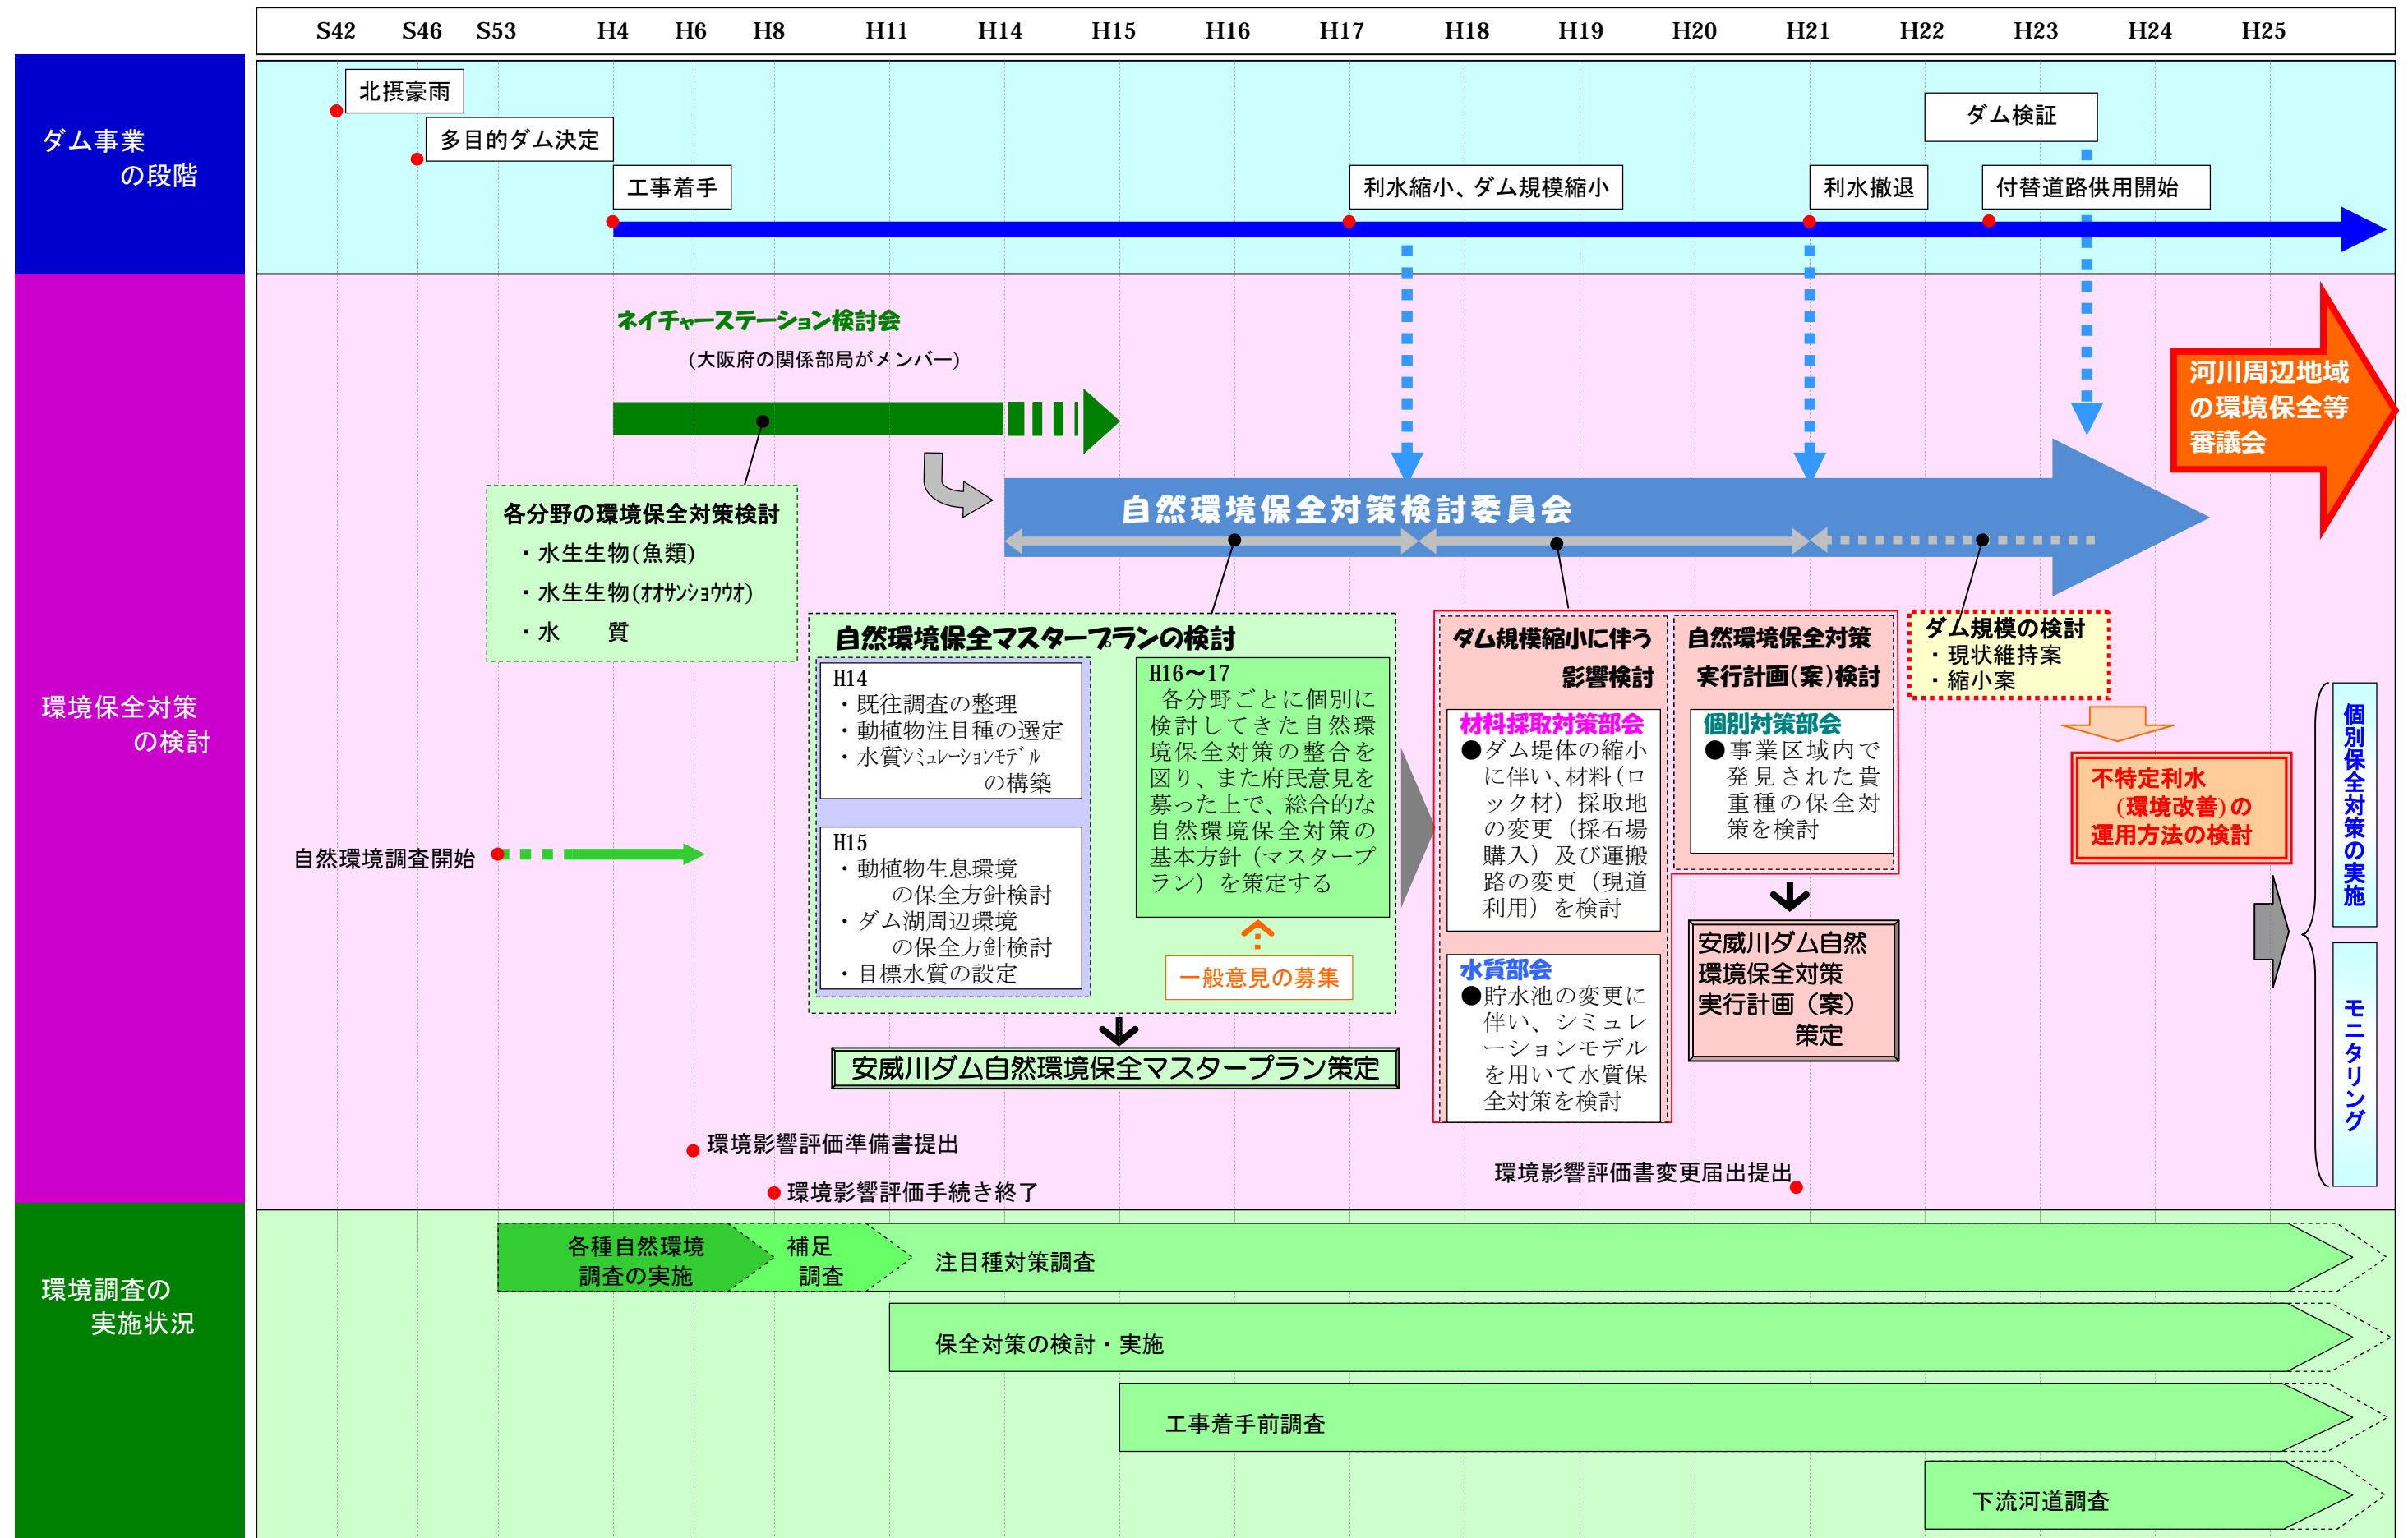 S42 S46 S53 H4 H6 H8 H11 H14 H15 H16 H17 H18 H19 H20 H21 H22 H23 H24 H25
ダム事業
の段階
北摂豪雨
多目的ダム決定
工事着手
利水縮小、ダム規模縮小
利水撤退
ダム検証
付替道路供用開始
環境保全対策
の検討
ネイチャーステーション検討会
(大阪府の関係部局がメンバー)
各分野の環境保全対策検討
・水生生物(魚類)
・水生生物(ｵｵｻﾝｼｮｳｳｵ)
・水　質
自然環境保全対策検討委員会
河川周辺地域
の環境保全等
審議会
自然環境調査開始
自然環境保全マスタープランの検討
H14
・既往調査の整理
・動植物注目種の選定
・水質ｼﾐｭﾚｰｼｮﾝﾓﾃﾞﾙ
の構築
H15
・動植物生息環境
の保全方針検討
・ダム湖周辺環境
の保全方針検討
・目標水質の設定
H16～17
各分野ごとに個別に
検討してきた自然環
境保全対策の整合を
図り、また府民意見を
募った上で、総合的な
自然環境保全対策の
基本方針（マスタープ
ラン）を策定する
一般意見の募集
安威川ダム自然環境保全マスタープラン策定
ダム規模縮小に伴う
影響検討
材料採取対策部会
●ダム堤体の縮小
に伴い、材料（ロ
ック材）採取地
の変更（採石場
購入）及び運搬
路の変更（現道
利用）を検討
水質部会
●貯水池の変更に
伴い、シミュレ
ーションモデル
を用いて水質保
全対策を検討
自然環境保全対策
実行計画(案)検討
個別対策部会
●事業区域内で
発見された貴
重種の保全対
策を検討
安威川ダム自然
環境保全対策
実行計画（案）
策定
ダム規模の検討
・現状維持案
・縮小案
不特定利水
(環境改善)の
運用方法の検討
個別保全対策の実施
モニタリング
環境影響評価準備書提出
環境影響評価手続き終了
環境影響評価書変更届出提出
環境調査の
実施状況
各種自然環境
調査の実施
補足
調査
注目種対策調査
保全対策の検討・実施
工事着手前調査
下流河道調査